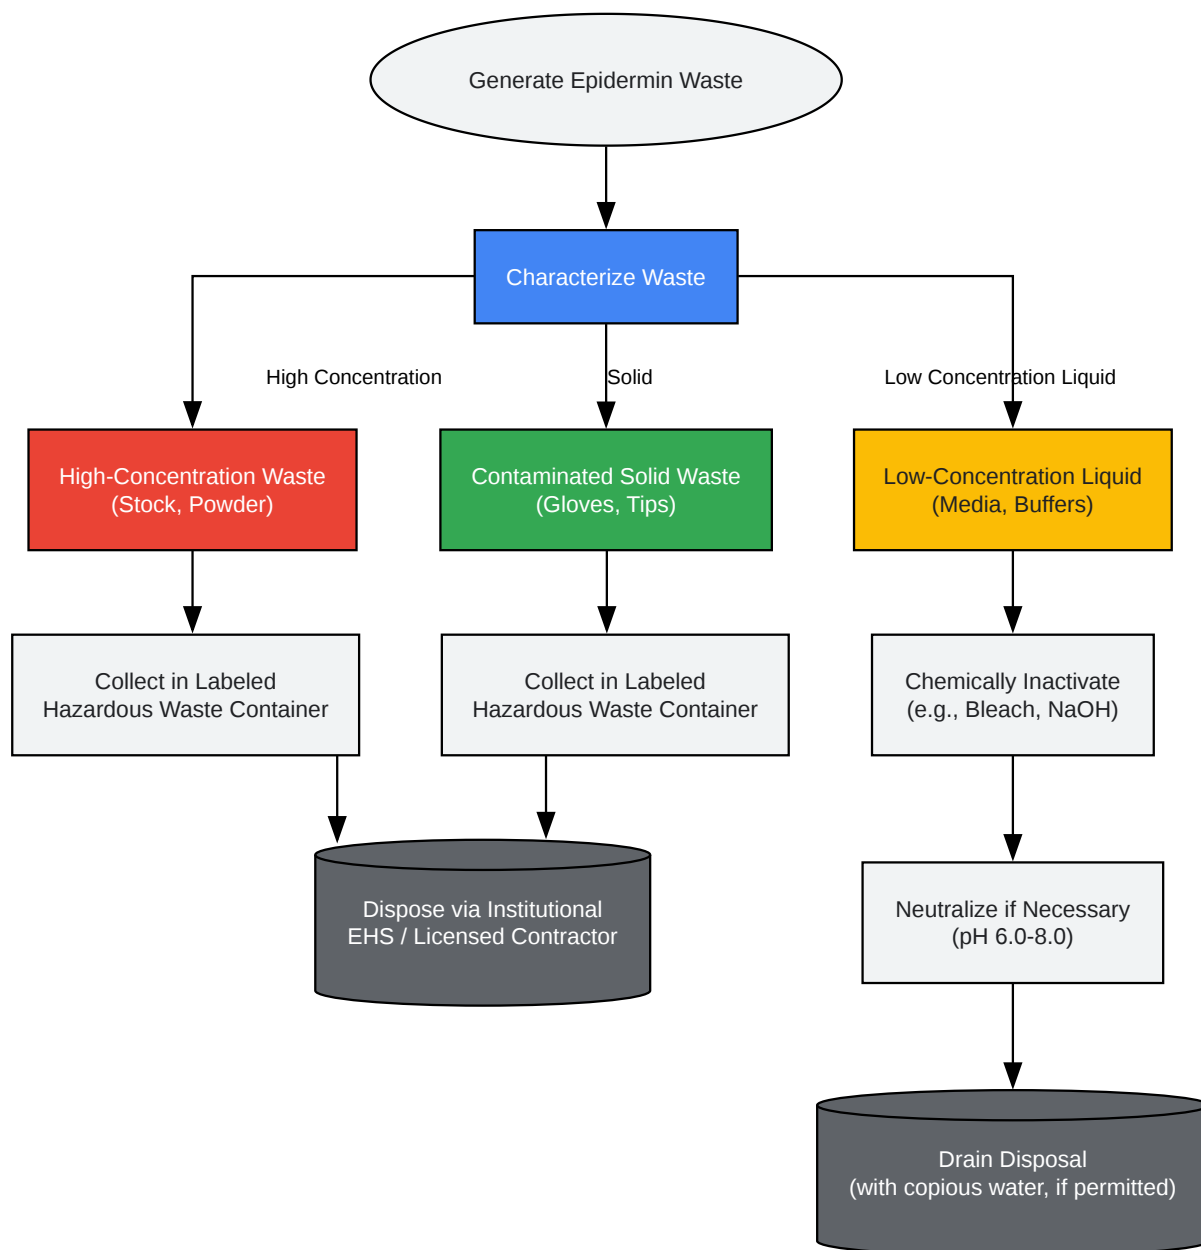 Generate Epidermin Waste
Characterize Waste
High Concentration
Solid
Low Concentration Liquid
High-Concentration Waste
(Stock, Powder)
Contaminated Solid Waste
(Gloves, Tips)
Low-Concentration Liquid
(Media, Buffers)
Collect in Labeled
Hazardous Waste Container
Collect in Labeled
Hazardous Waste Container
Chemically Inactivate
(e.g., Bleach, NaOH)
Dispose via Institutional
EHS / Licensed Contractor
Neutralize if Necessary
(pH 6.0-8.0)
Drain Disposal
(with copious water, if permitted)